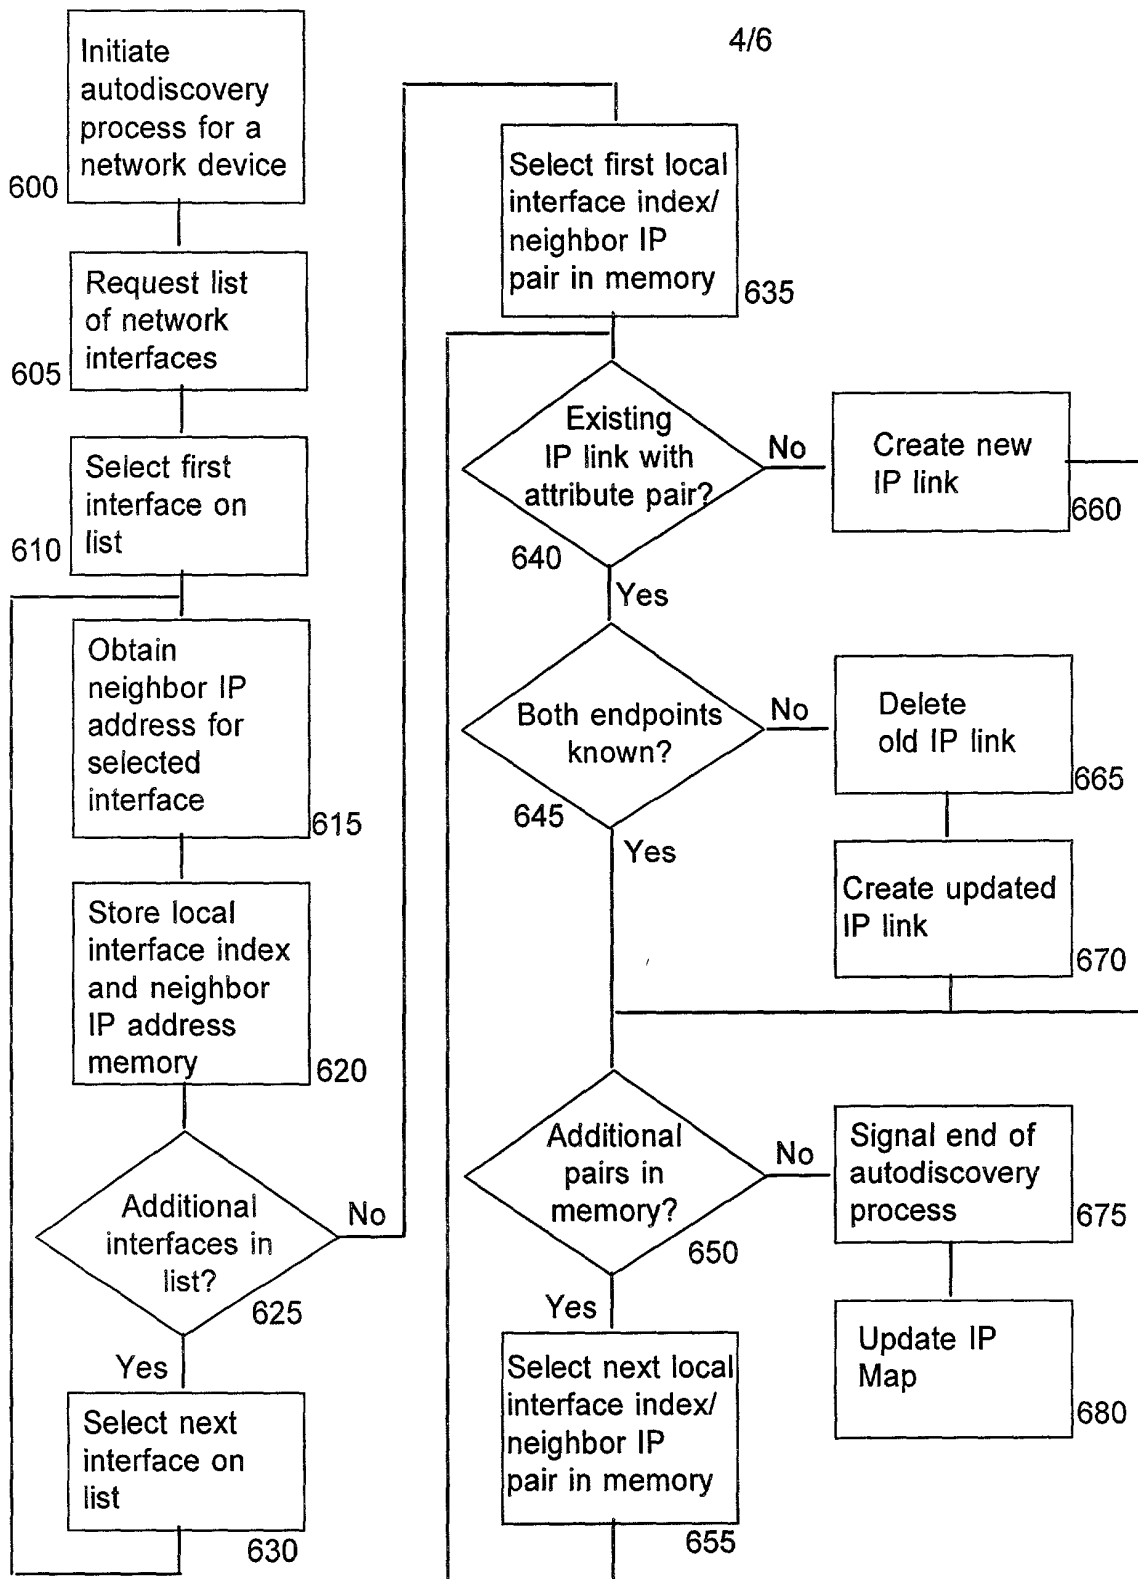 4/6
Initiate
autodiscovery
process for a
network device
600
Request list
of network
interfaces
605
Select first
interface on
list
610
Obtain
neighbor IP
address for
selected
interface
615
Store local
interface index
and neighbor
IP address
memory
620
Additional
interfaces in
list?
625
No
Yes
Select next
interface on
list
630
Select first local
interface index/
neighbor IP
pair in memory
635
Existing
IP link with
attribute pair?
640
No
Create new
IP link
660
Yes
Both endpoints
known?
645
No
Delete
old IP link
665
Yes
Create updated
IP link
670
Additional
pairs in
memory?
650
No
Signal end of
autodiscovery
process
675
Yes
Update IP
Map
680
Select next local
interface index/
neighbor IP
pair in memory
655